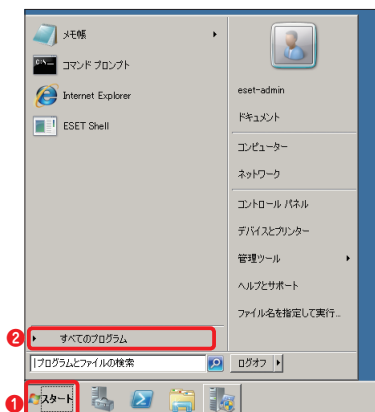 メモ帳
コマンド プロンプト
Internet Explorer
ESET Shell
eset-admin
ドキュメント
コンピューター
ネットワーク
コントロール パネル
デバイスとプリンター
管理ツール
ヘルプとサポート
ファイル名を指定して実行...
❷ すべてのプログラム
プログラムとファイルの検索
ログオフ
❶ スタート